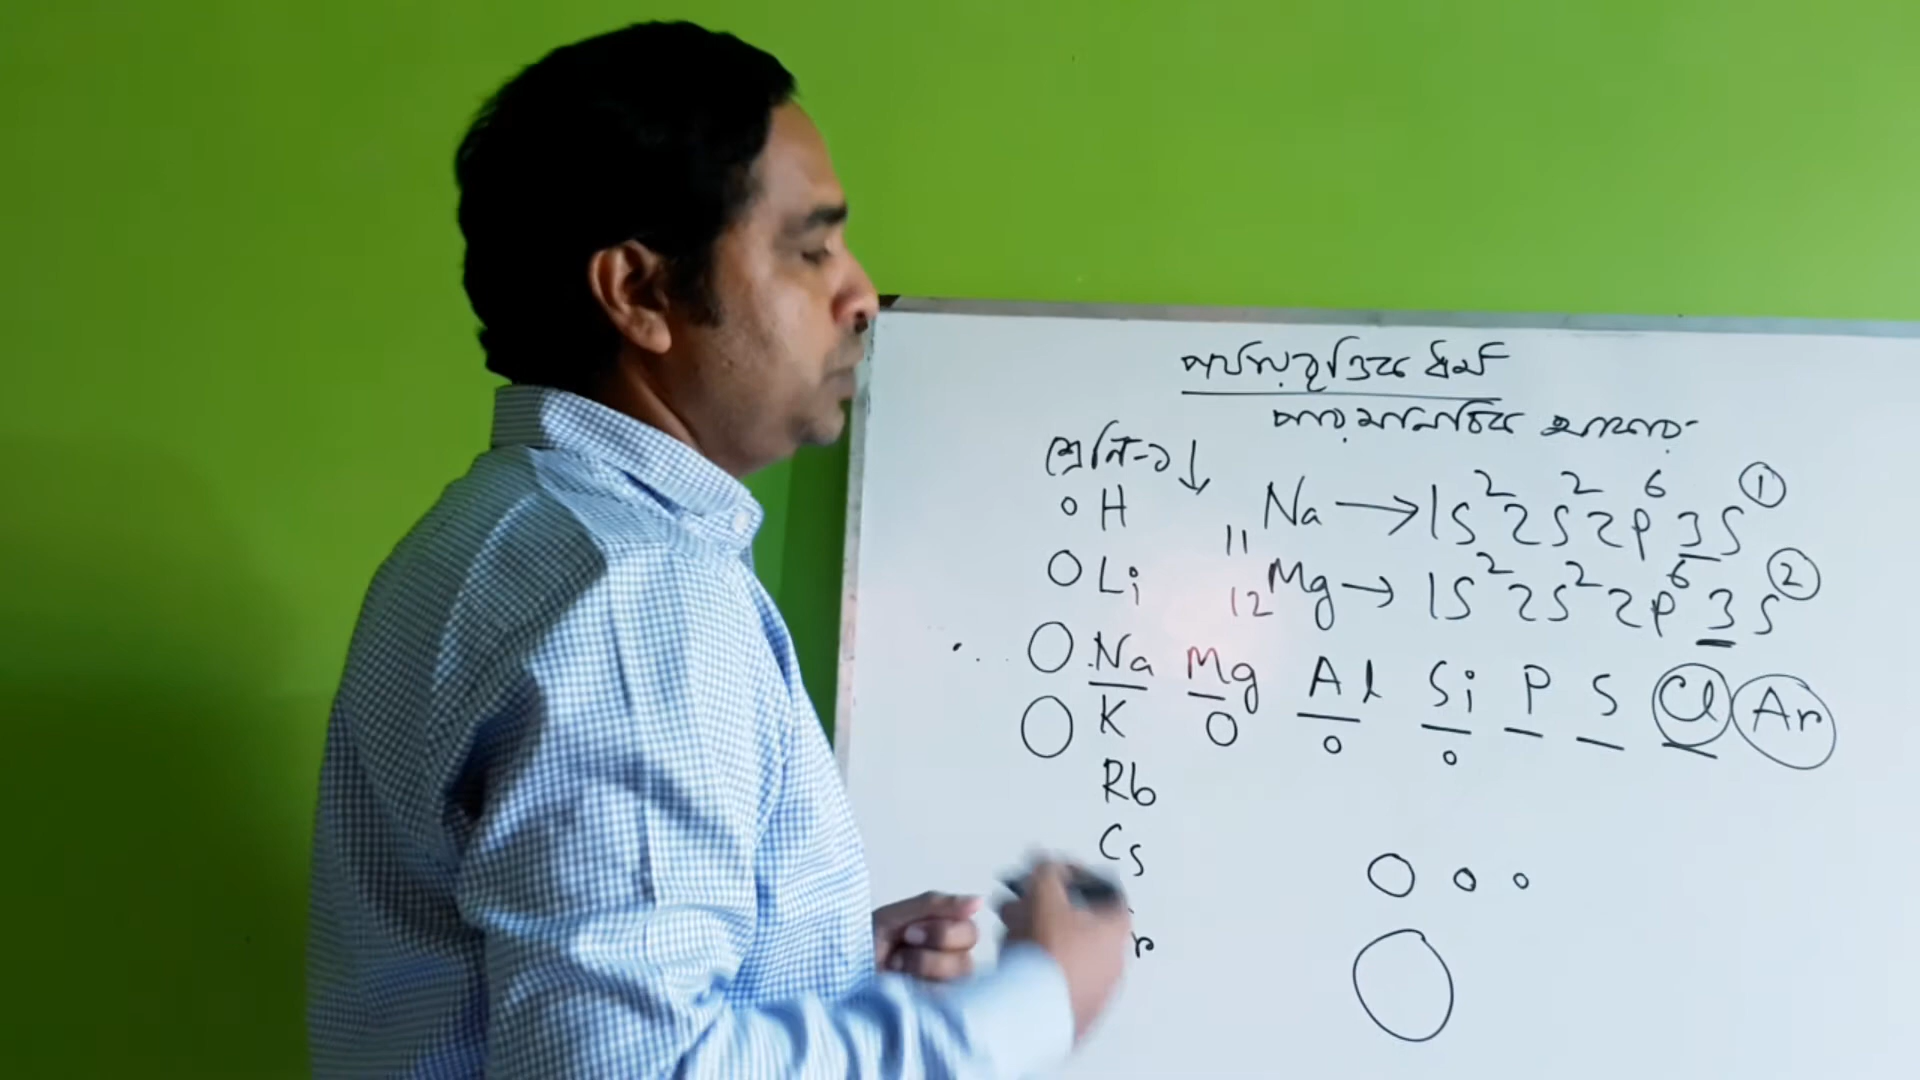 পর্যায়বৃত্তিক ধর্ম
পারমাণবিক আকার
শ্রেণি-১ ↓
H
Li
Na Mg Al Si P S Cl Ar
K
Rb
Cs
r
₁₁Na → 1s² 2s² 2p⁶ 3s¹
₁₂Mg → 1s² 2s² 2p⁶ 3s²